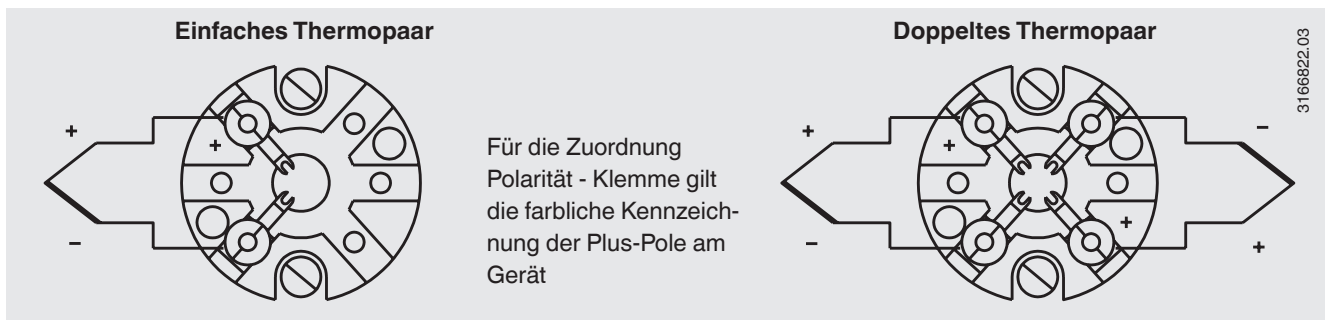 Einfaches Thermopaar
+
+
–
Für die Zuordnung
Polarität - Klemme gilt
die farbliche Kennzeich-
nung der Plus-Pole am
Gerät
Doppeltes Thermopaar
+
+
–
–
+
+
3166822.03